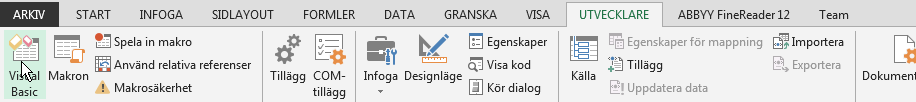 ARKIV START INFOGA SIDLAYOUT FORMLER DATA GRANSKA VISA UTVECKLARE ABBYY FineReader 12 Team
Visual Basic
Makron
Spela in makro
Använd relativa referenser
Makrosäkerhet
Tillägg
COM-
tillägg
Infoga
Designläge
Egenskaper
Visa kod
Kör dialog
Källa
Egenskaper för mappning
Tillägg
Uppdatera data
Importera
Exportera
Dokument